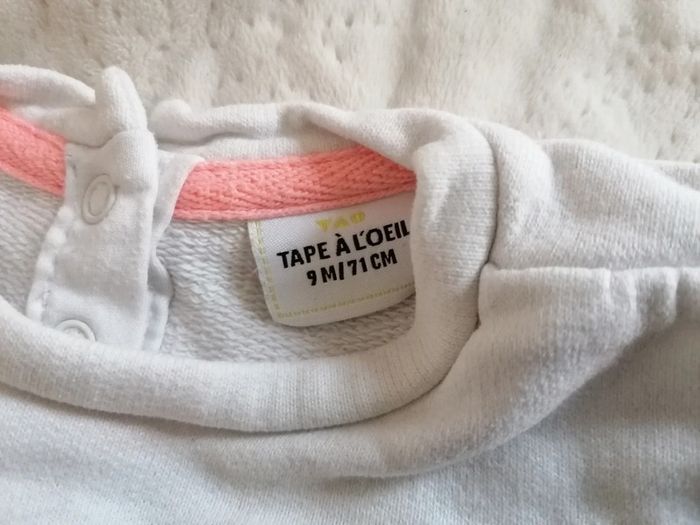 TAO
TAPE À L'OEIL
9 M/71 CM